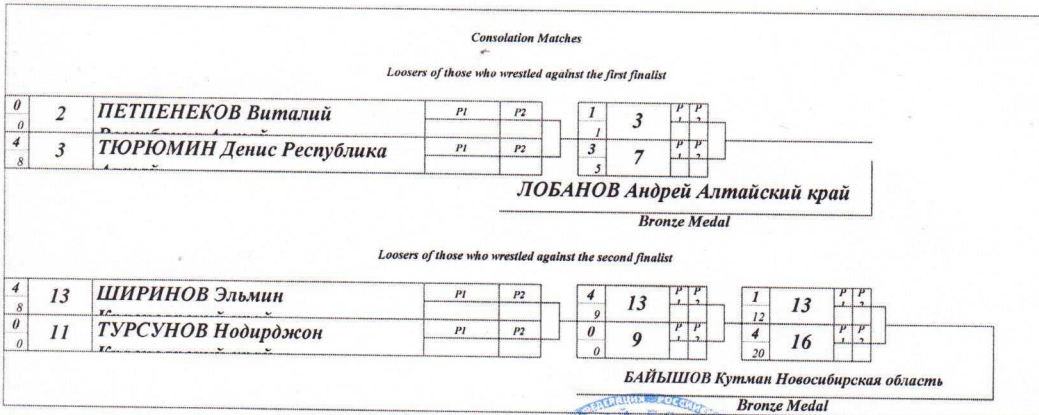 Consolation Matches
Loosers of those who wrestled against the first finalist
0 2 ПЕТПЕНЕКОВ Виталий P1 P2 1 3 P P
0 1
4 3 ТЮРЮМИН Денис Республика P1 P2 3 7 P P
8 5
ЛОБАНОВ Андрей Алтайский край
Bronze Medal
Loosers of those who wrestled against the second finalist
4 13 ШИРИНОВ Эльмин P1 P2 4 13 P P 1 13 P P
8 9 12
0 11 ТУРСУНОВ Нодирджон P1 P2 0 9 P P 4 16 P P
0 0 20
БАЙЫШОВ Кутман Новосибирская область
Bronze Medal